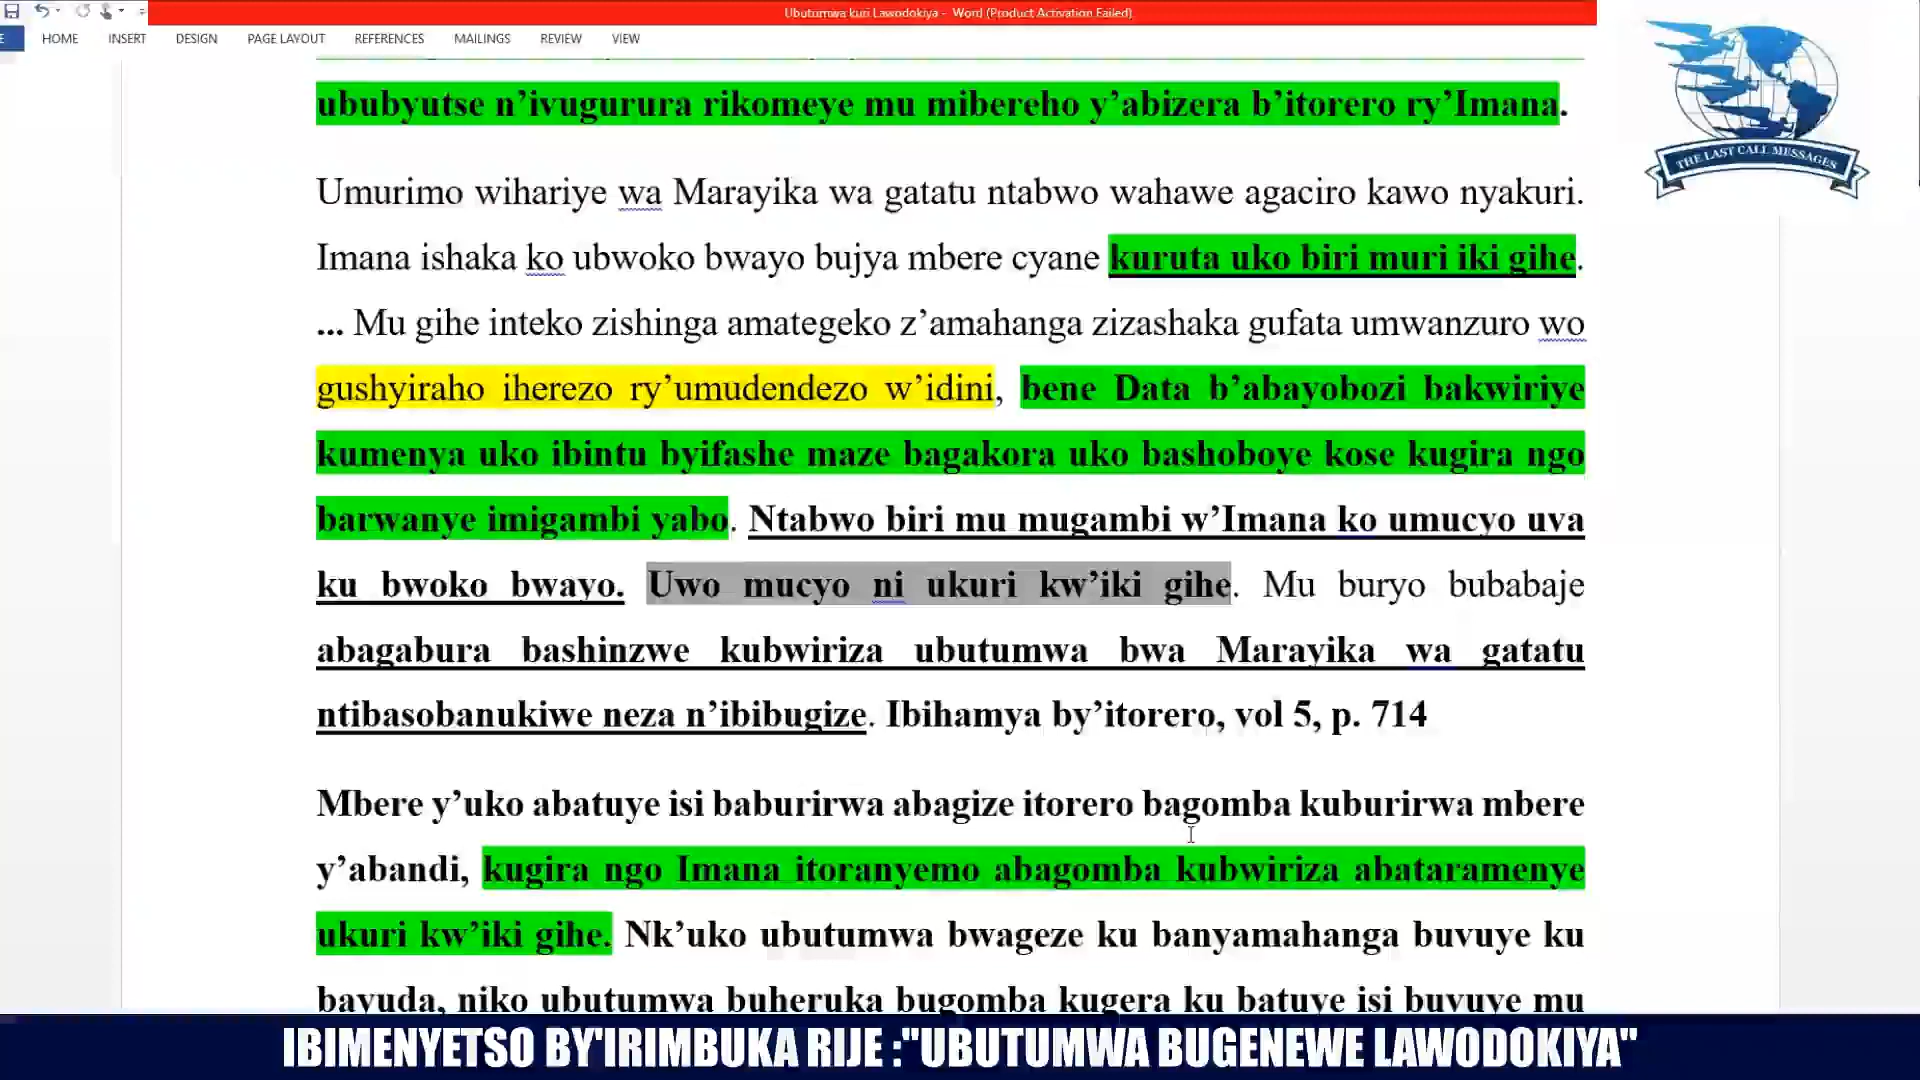 Ubutumwa kuri Lawodokiya - Word (Product Activation Failed)
HOME INSERT DESIGN PAGE LAYOUT REFERENCES MAILINGS REVIEW VIEW
THE LAST CALL MESSAGES
ububyutse n’ivugurura rikomeye mu mibereho y’abizera b’itorero ry’Imana.
Umurimo wihariye wa Marayika wa gatatu ntabwo wahawe agaciro kawo nyakuri.
Imana ishaka ko ubwoko bwayo bujya mbere cyane kuruta uko biri muri iki gihe.
... Mu gihe inteko zishinga amategeko z’amahanga zizashaka gufata umwanzuro wo
gushyiraho iherezo ry’umudendezo w’idini, bene Data b’abayobozi bakwiriye
kumenya uko ibintu byifashe maze bagakora uko bashoboye kose kugira ngo
barwanye imigambi yabo. Ntabwo biri mu mugambi w’Imana ko umucyo uva
ku bwoko bwayo. Uwo mucyo ni ukuri kw’iki gihe. Mu buryo bubabaje
abagabura bashinzwe kubwiriza ubutumwa bwa Marayika wa gatatu
ntibasobanukiwe neza n’ibibugize. Ibihamya by’itorero, vol 5, p. 714
Mbere y’uko abatuye isi baburirwa abagize itorero bagomba kuburirwa mbere
y’abandi, kugira ngo Imana itoranyemo abagomba kubwiriza abataramenye
ukuri kw’iki gihe. Nk’uko ubutumwa bwageze ku banyamahanga buvuye ku
bayuda, niko ubutumwa buheruka bugomba kugera ku batuye isi buvuye mu
IBIMENYETSO BY'IRIMBUKA RIJE :"UBUTUMWA BUGENEWE LAWODOKIYA"